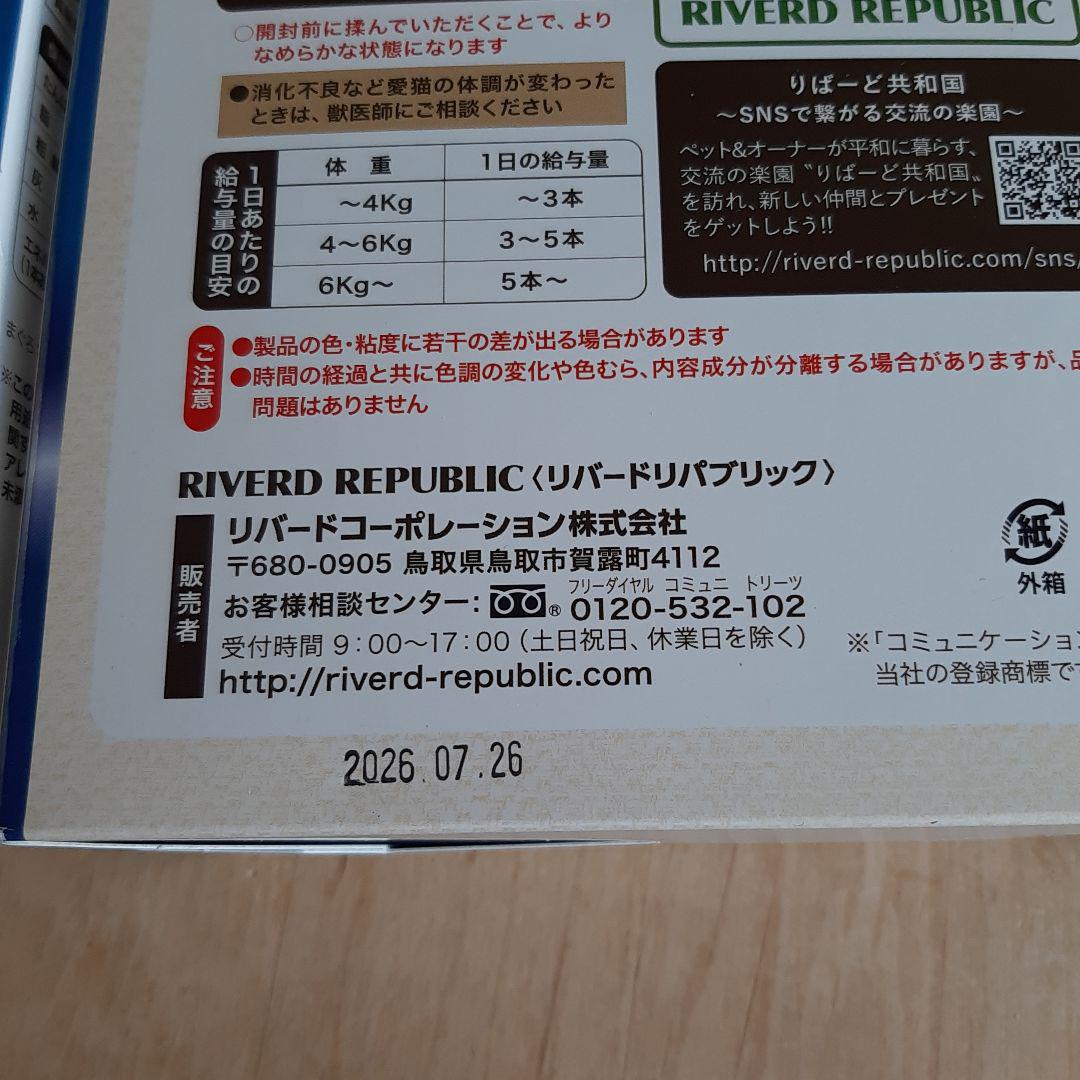 ○開封前に揉んでいただくことで、より
なめらかな状態になります
●消化不良など愛猫の体調が変わった
ときは、獣医師にご相談ください
1日あたりの
給与量の目安
体 重 1日の給与量
～4Kg ～3本
4～6Kg 3～5本
6Kg～ 5本～
RIVERD REPUBLIC
りばーど共和国
～SNSで繋がる交流の楽園～
ペット&オーナーが平和に暮らす、
交流の楽園〝りばーど共和国〟
を訪れ、新しい仲間とプレゼント
をゲットしよう!!
http://riverd-republic.com/sns/
ご注意
●製品の色・粘度に若干の差が出る場合があります
●時間の経過と共に色調の変化や色むら、内容成分が分離する場合がありますが、品
問題はありません
RIVERD REPUBLIC〈リバードリパブリック〉
販売者
リバードコーポレーション株式会社
〒680-0905 鳥取県鳥取市賀露町4112
フリーダイヤル コミュニ トリーツ
お客様相談センター:® 0120-532-102
受付時間 9:00～17:00（土日祝日、休業日を除く）
http://riverd-republic.com
紙
外箱
※「コミュニケーション
当社の登録商標で
2026.07.26
水
エネ
まぐろ
※この